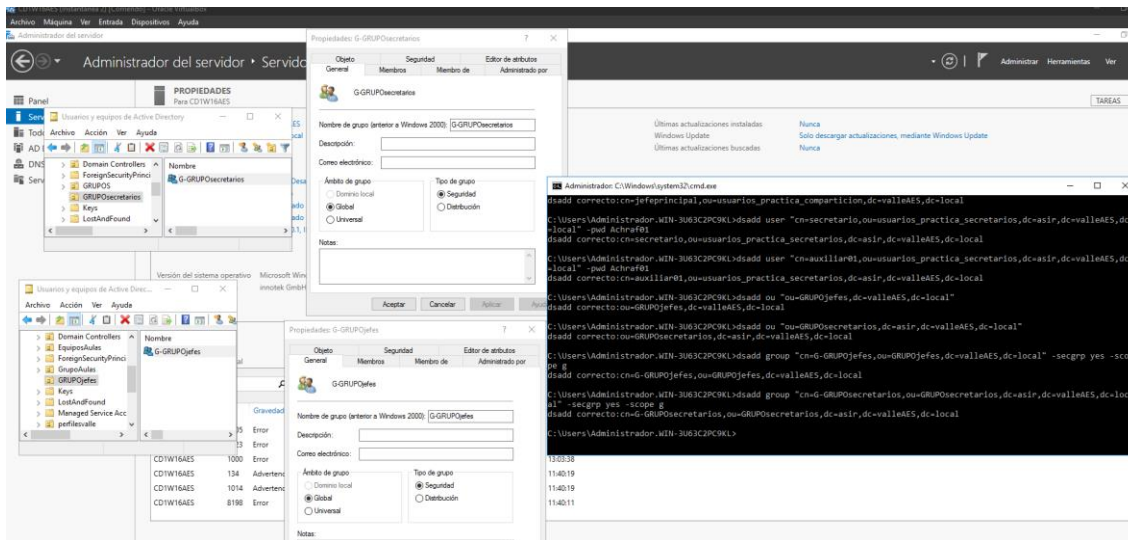 CD1W16AES (Instantánea 2) [Corriendo] - Oracle VirtualBox
Archivo Máquina Ver Entrada Dispositivos Ayuda
Administrador del servidor
Administrador del servidor • Servidor
Administrar Herramientas Ver
Panel
PROPIEDADES
Para CD1W16AES
TAREAS
Últimas actualizaciones instaladas Nunca
Windows Update Solo descargar actualizaciones, mediante Windows Update
Últimas actualizaciones buscadas Nunca
Versión del sistema operativo Microsoft Win
innotek GmbH
Usuarios y equipos de Active Directory
Archivo Acción Ver Ayuda
Domain Controllers
ForeignSecurityPrinci
GRUPOS
GRUPOsecretarios
Keys
LostAndFound
Nombre
G-GRUPOsecretarios
Usuarios y equipos de Active Direc...
Archivo Acción Ver Ayuda
Domain Controllers
EquiposAulas
ForeignSecurityPrinci
GrupoAulas
GRUPOjefes
Keys
LostAndFound
Managed Service Acc
perfilesvalle
Nombre
G-GRUPOjefes
Propiedades: G-GRUPOsecretarios ? ×
Objeto Seguridad Editor de atributos
General Miembros Miembro de Administrado por
G-GRUPOsecretarios
Nombre de grupo (anterior a Windows 2000): G-GRUPOsecretarios
Descripción:
Correo electrónico:
Ámbito de grupo Tipo de grupo
Dominio local Seguridad
Global Distribución
Universal
Notas:
Aceptar Cancelar Aplicar Ayud
Propiedades: G-GRUPOjefes ? ×
Objeto Seguridad Editor de atributos
General Miembros Miembro de Administrado por
G-GRUPOjefes
Nombre de grupo (anterior a Windows 2000): G-GRUPOjefes
Descripción:
Correo electrónico:
Ámbito de grupo Tipo de grupo
Dominio local Seguridad
Global Distribución
Universal
Notas:
Administrador: C:\Windows\system32\cmd.exe
dsadd correcto:cn=jefeprincipal,ou=usuarios_practica_comparticion,dc=valleAES,dc=local
C:\Users\Administrador.WIN-3U63C2PC9KL>dsadd user "cn=secretario,ou=usuarios_practica_secretarios,dc=asir,dc=valleAES,dc
=local" -pwd Achraf01
dsadd correcto:cn=secretario,ou=usuarios_practica_secretarios,dc=asir,dc=valleAES,dc=local
C:\Users\Administrador.WIN-3U63C2PC9KL>dsadd user "cn=auxiliar01,ou=usuarios_practica_secretarios,dc=asir,dc=valleAES,dc
=local" -pwd Achraf01
dsadd correcto:cn=auxiliar01,ou=usuarios_practica_secretarios,dc=asir,dc=valleAES,dc=local
C:\Users\Administrador.WIN-3U63C2PC9KL>dsadd ou "ou=GRUPOjefes,dc=valleAES,dc=local"
dsadd correcto:ou=GRUPOjefes,dc=valleAES,dc=local
C:\Users\Administrador.WIN-3U63C2PC9KL>dsadd ou "ou=GRUPOsecretarios,dc=asir,dc=valleAES,dc=local"
dsadd correcto:ou=GRUPOsecretarios,dc=asir,dc=valleAES,dc=local
C:\Users\Administrador.WIN-3U63C2PC9KL>dsadd group "cn=G-GRUPOjefes,ou=GRUPOjefes,dc=valleAES,dc=local" -secgrp yes -sco
pe g
dsadd correcto:cn=G-GRUPOjefes,ou=GRUPOjefes,dc=valleAES,dc=local
C:\Users\Administrador.WIN-3U63C2PC9KL>dsadd group "cn=G-GRUPOsecretarios,ou=GRUPOsecretarios,dc=asir,dc=valleAES,dc=loc
al" -secgrp yes -scope g
dsadd correcto:cn=G-GRUPOsecretarios,ou=GRUPOsecretarios,dc=asir,dc=valleAES,dc=local
C:\Users\Administrador.WIN-3U63C2PC9KL>
Gravedad
Error
Error
CD1W16AES 1000 Error 13:03:38
CD1W16AES 134 Advertenc 11:40:19
CD1W16AES 1014 Advertenc 11:40:19
CD1W16AES 8198 Error 11:40:11